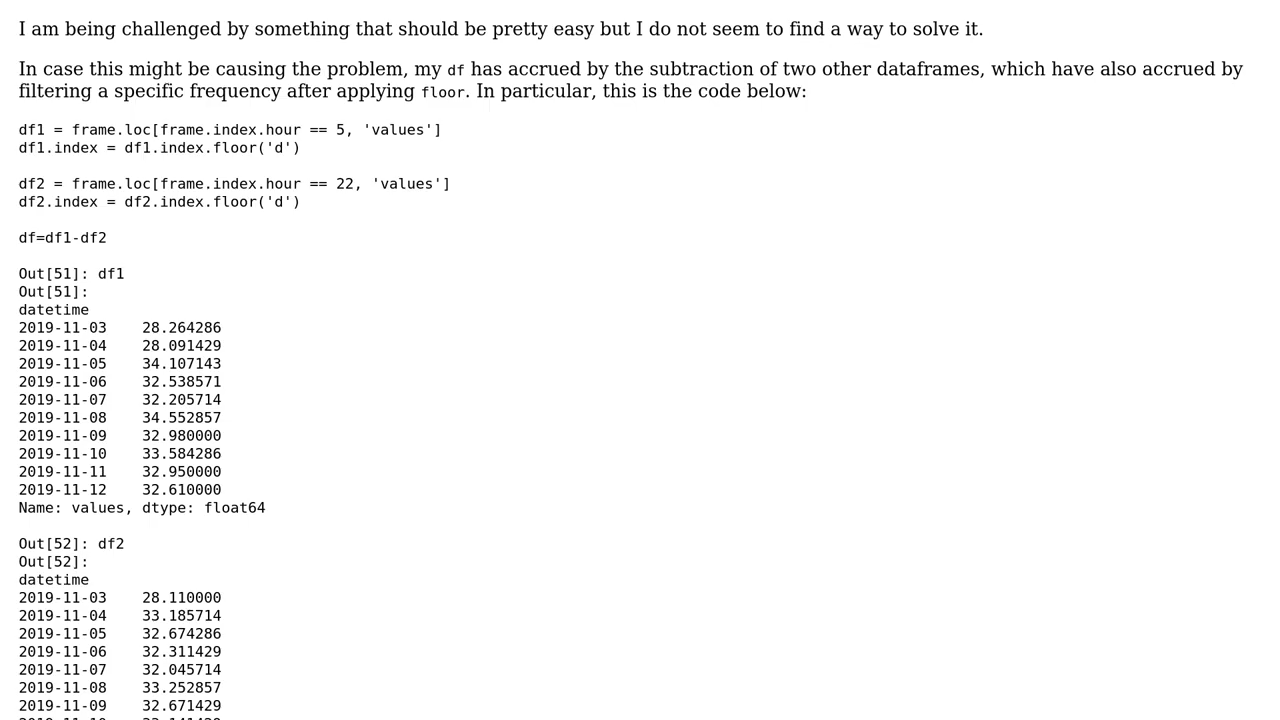 I am being challenged by something that should be pretty easy but I do not seem to find a way to solve it.
In case this might be causing the problem, my df has accrued by the subtraction of two other dataframes, which have also accrued by
filtering a specific frequency after applying floor. In particular, this is the code below:
df1 = frame.loc[frame.index.hour == 5, 'values']
df1.index = df1.index.floor('d')
df2 = frame.loc[frame.index.hour == 22, 'values']
df2.index = df2.index.floor('d')
df=df1-df2
Out[51]: df1
Out[51]:
datetime
2019-11-03    28.264286
2019-11-04    28.091429
2019-11-05    34.107143
2019-11-06    32.538571
2019-11-07    32.205714
2019-11-08    34.552857
2019-11-09    32.980000
2019-11-10    33.584286
2019-11-11    32.950000
2019-11-12    32.610000
Name: values, dtype: float64
Out[52]: df2
Out[52]:
datetime
2019-11-03    28.110000
2019-11-04    33.185714
2019-11-05    32.674286
2019-11-06    32.311429
2019-11-07    32.045714
2019-11-08    33.252857
2019-11-09    32.671429